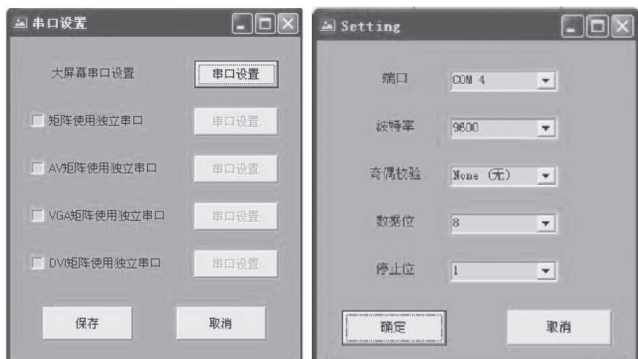 串口设置
大屏幕串口设置 串口设置
矩阵使用独立串口 串口设置
AV矩阵使用独立串口 串口设置
VGA矩阵使用独立串口 串口设置
DVI矩阵使用独立串口 串口设置
保存 取消
Setting
端口 COM 4
波特率 9600
奇偶校验 None (无)
数据位 8
停止位 1
确定 取消